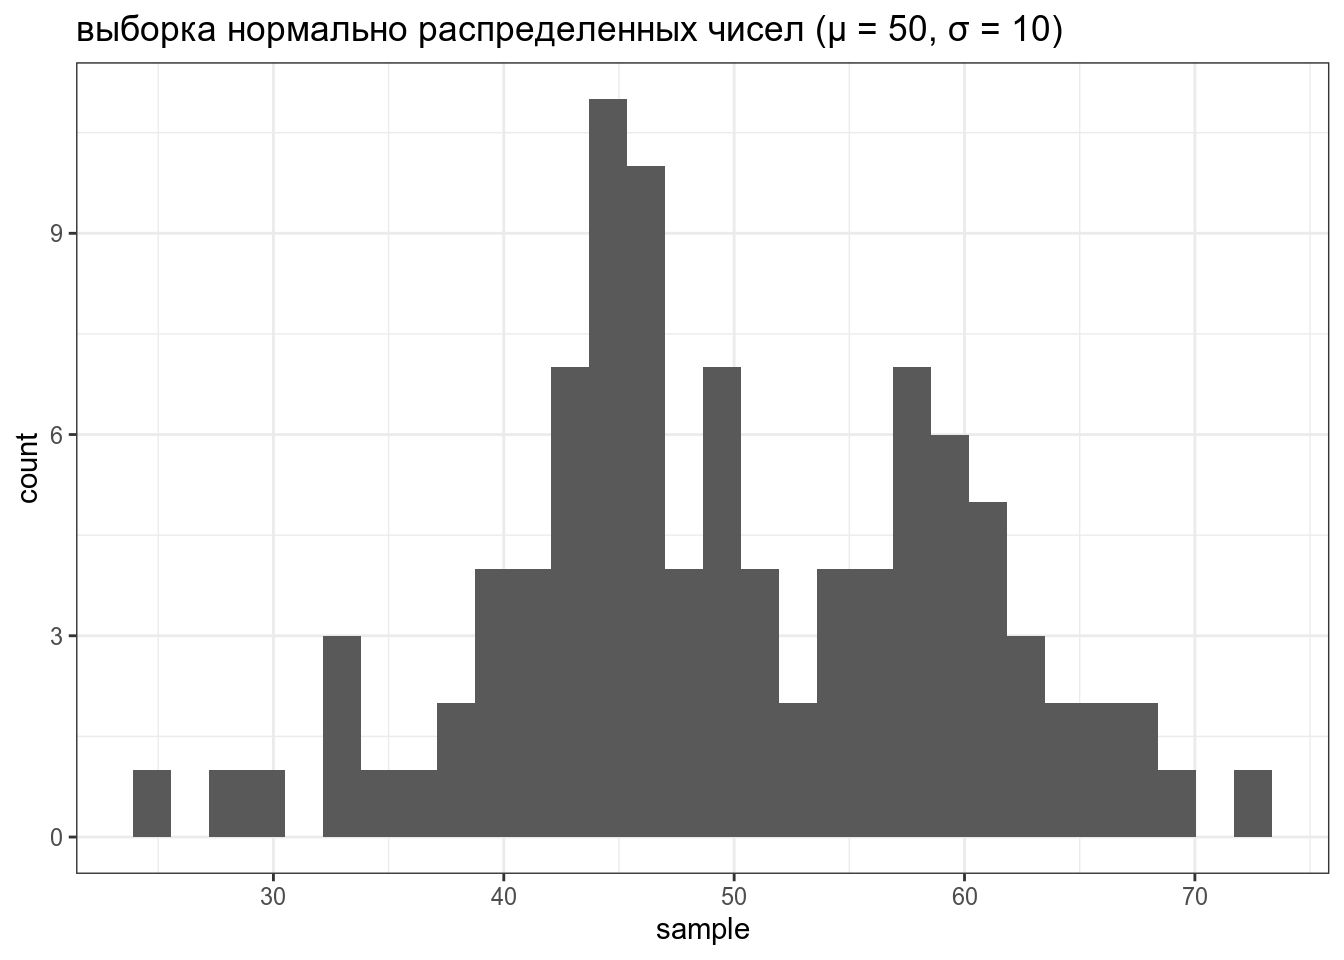 выборка нормально распределенных чисел (μ = 50, σ = 10)
9
6
3
0
count
30 40 50 60 70
sample